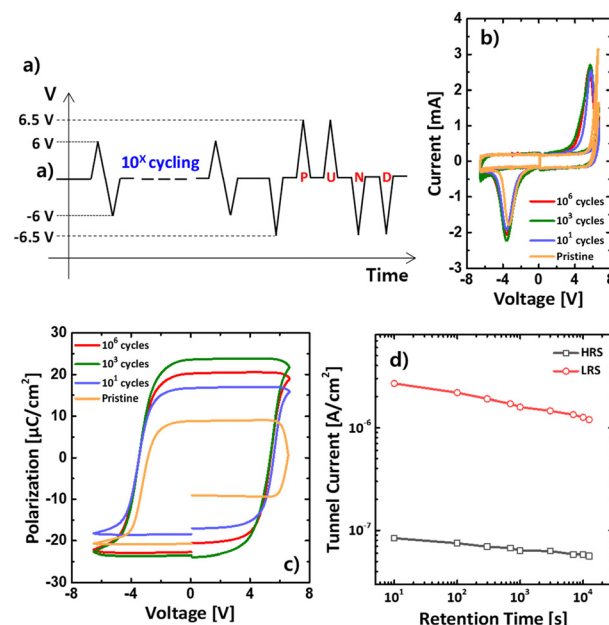 a)
V
6.5 V
6 V
a)
10ˣ cycling
P U N D
-6 V
-6.5 V
Time
b)
Current [mA]
4
3
2
1
0
-1
-2
-3
10⁶ cycles
10³ cycles
10¹ cycles
Pristine
-8 -4 0 4 8
Voltage [V]
Polarization [µC/cm²]
30
20
10
0
-10
-20
-30
10⁶ cycles
10³ cycles
10¹ cycles
Pristine
c)
-8 -4 0 4 8
Voltage [V]
d)
HRS
LRS
Tunnel Current [A/cm²]
10⁻⁶
10⁻⁷
10¹ 10² 10³ 10⁴
Retention Time [s]